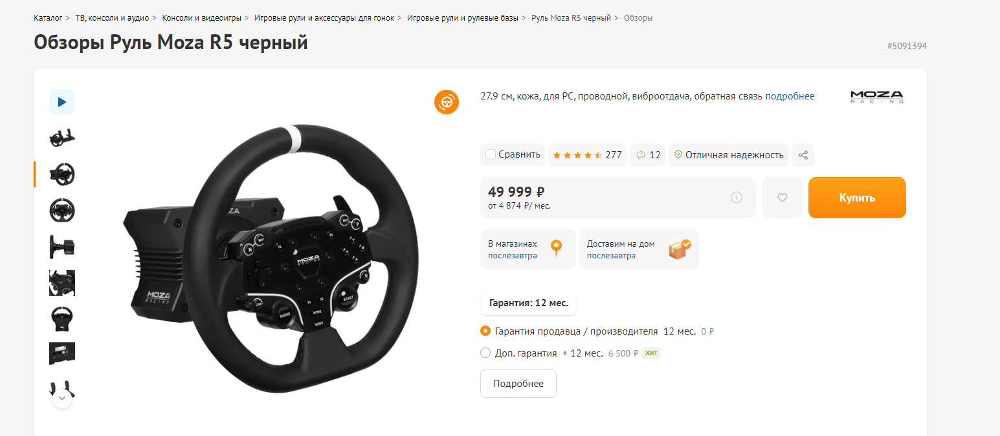 Каталог > ТВ, консоли и аудио > Консоли и видеоигры > Игровые рули и аксессуары для гонок > Игровые рули и рулевые базы > Руль Moza R5 черный > Обзоры
Обзоры Руль Moza R5 черный
#5091394
27.9 см, кожа, для PC, проводной, виброотдача, обратная связь подробнее
MOZA
RACING
Сравнить
277
12
Отличная надежность
49 999 ₽
от 4 874 ₽/ мес.
Купить
В магазинах
послезавтра
Доставим на дом
послезавтра
Гарантия: 12 мес.
Гарантия продавца / производителя 12 мес. 0 ₽
Доп. гарантия + 12 мес. 6 500 ₽ ХИТ
Подробнее
ZA
WIP
N
FL
PL
P
Y
X
B
A
MOZA
RACING
R
CAM
RADIO
S1
S2
HOME
MENU
START
MOZA
RACING